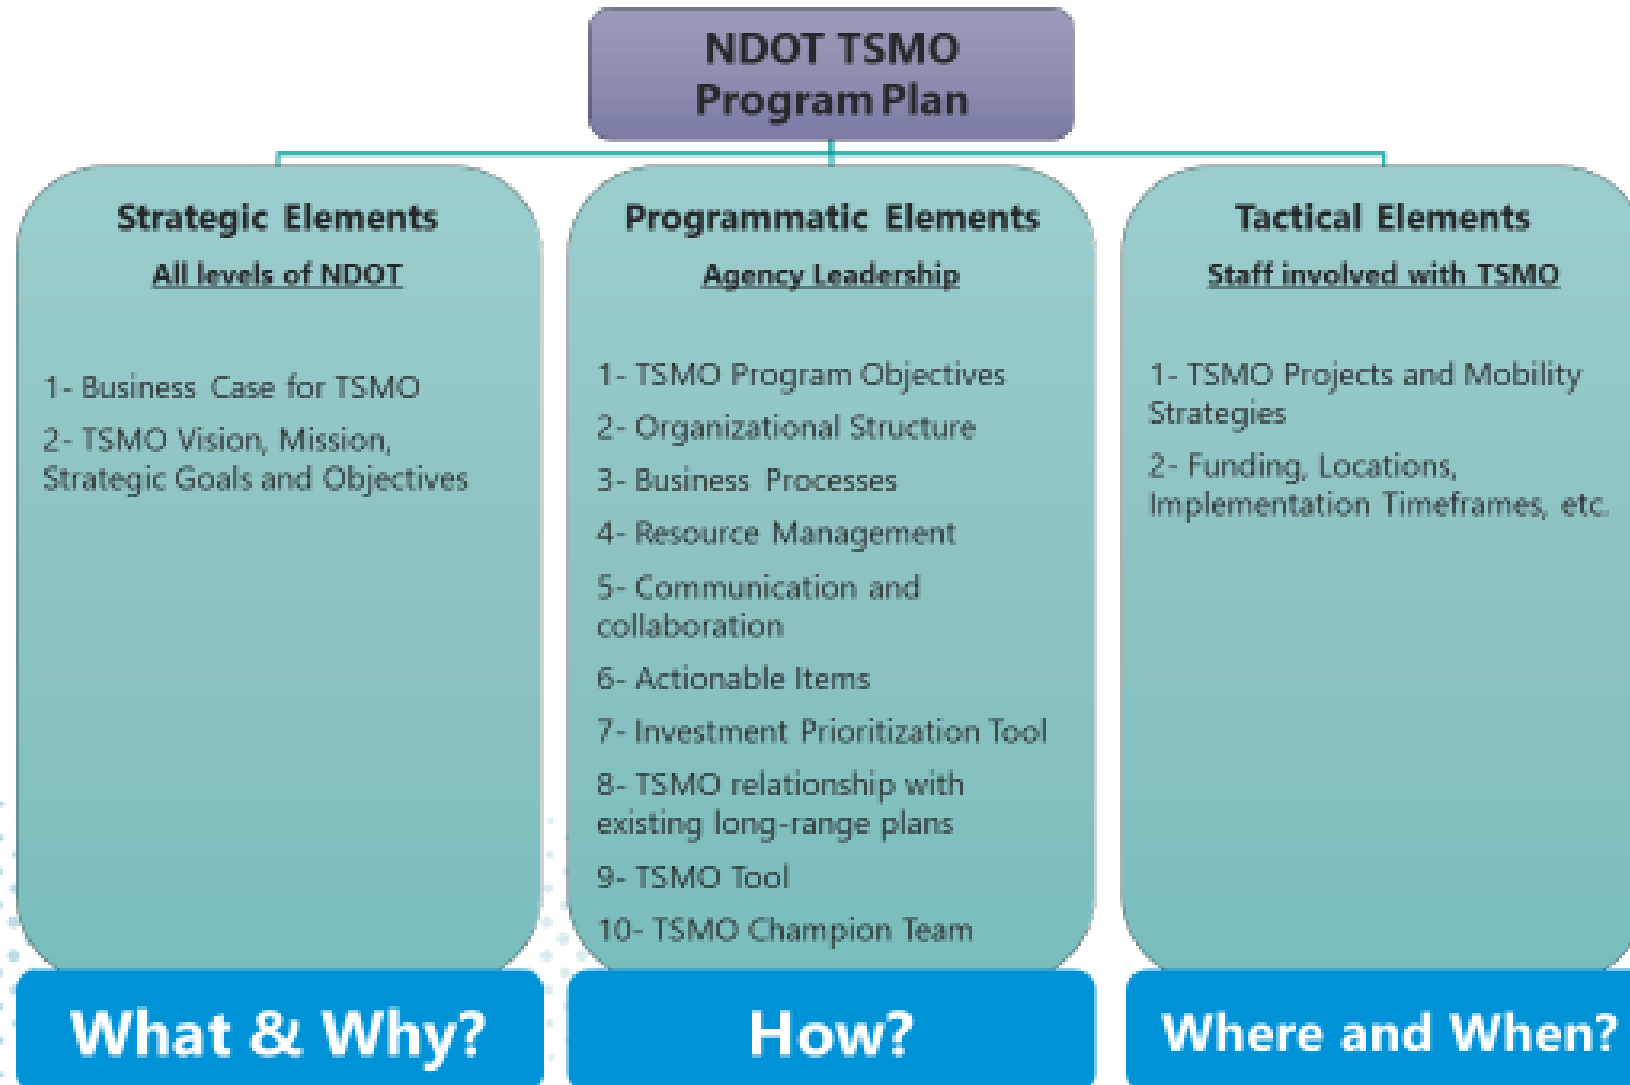 NDOT TSMO
Program Plan
Strategic Elements
All levels of NDOT
1- Business Case for TSMO
2- TSMO Vision, Mission,
Strategic Goals and Objectives
What & Why?
Programmatic Elements
Agency Leadership
1- TSMO Program Objectives
2- Organizational Structure
3- Business Processes
4- Resource Management
5- Communication and
collaboration
6- Actionable Items
7- Investment Prioritization Tool
8- TSMO relationship with
existing long-range plans
9- TSMO Tool
10- TSMO Champion Team
How?
Tactical Elements
Staff involved with TSMO
1- TSMO Projects and Mobility
Strategies
2- Funding, Locations,
Implementation Timeframes, etc.
Where and When?